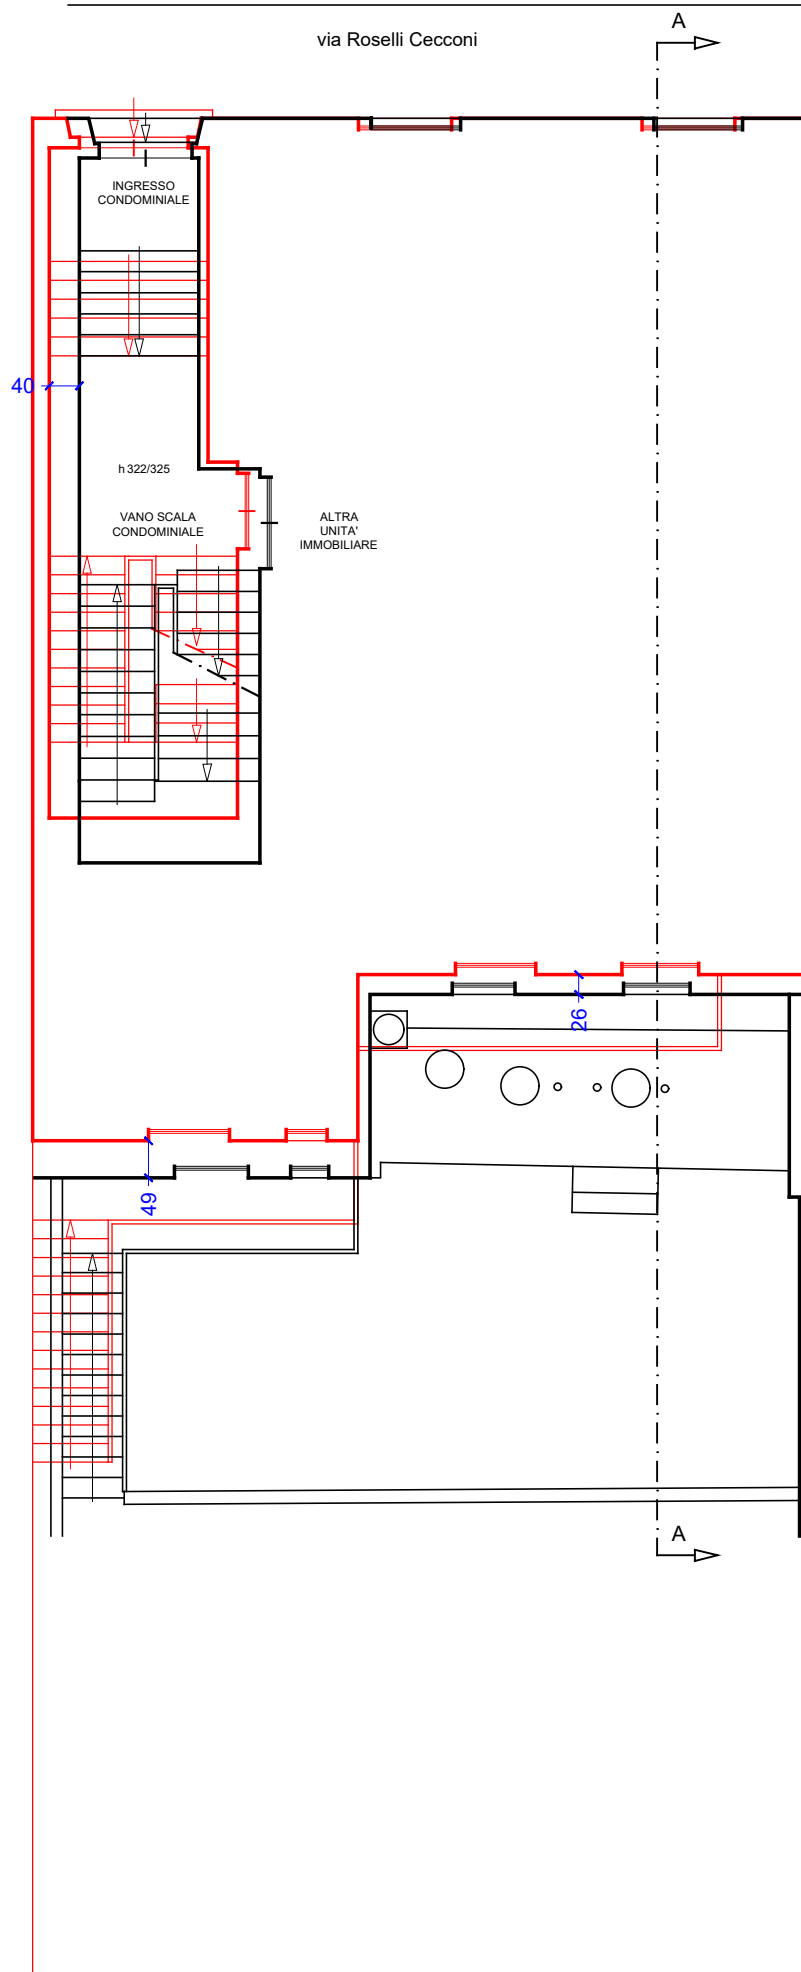 via Roselli Cecconi
A
INGRESSO
CONDOMINIALE
40
h 322/325
VANO SCALA
CONDOMINIALE
ALTRA
UNITA'
IMMOBILIARE
26
49
A